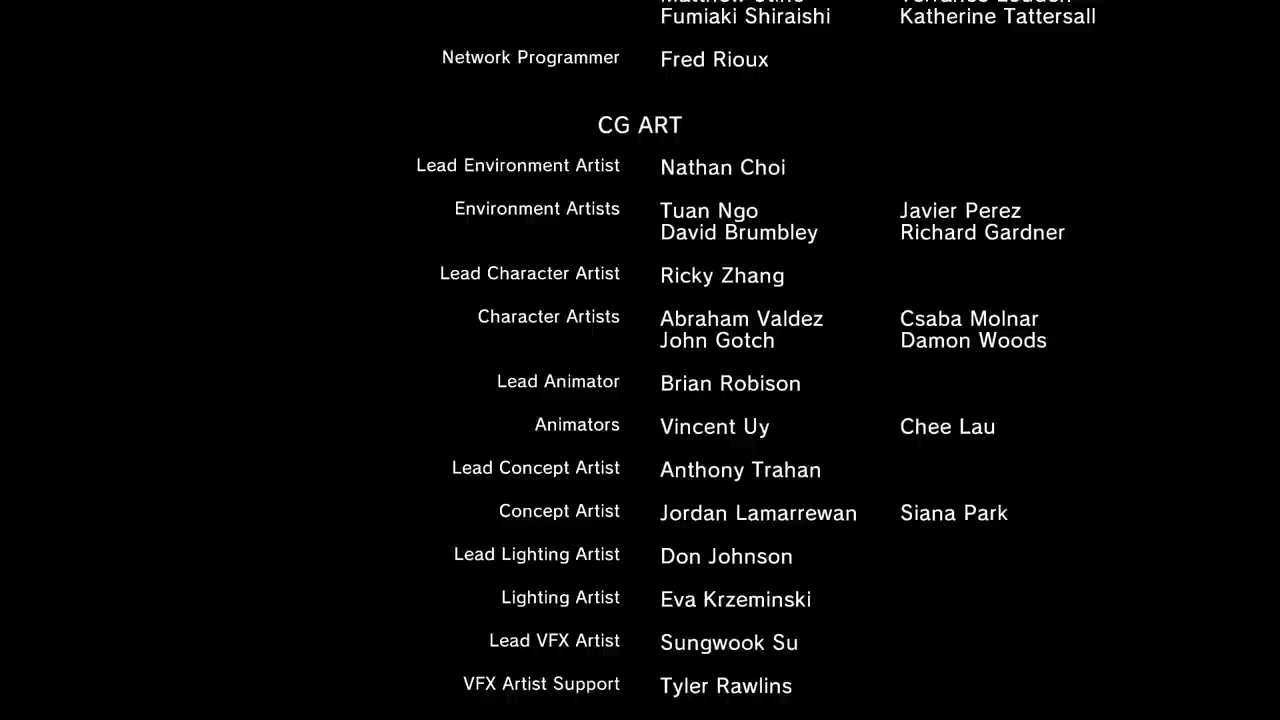 Fumiaki Shiraishi Katherine Tattersall
Network Programmer Fred Rioux
CG ART
Lead Environment Artist Nathan Choi
Environment Artists Tuan Ngo Javier Perez
David Brumbley Richard Gardner
Lead Character Artist Ricky Zhang
Character Artists Abraham Valdez Csaba Molnar
John Gotch Damon Woods
Lead Animator Brian Robison
Animators Vincent Uy Chee Lau
Lead Concept Artist Anthony Trahan
Concept Artist Jordan Lamarrewan Siana Park
Lead Lighting Artist Don Johnson
Lighting Artist Eva Krzeminski
Lead VFX Artist Sungwook Su
VFX Artist Support Tyler Rawlins